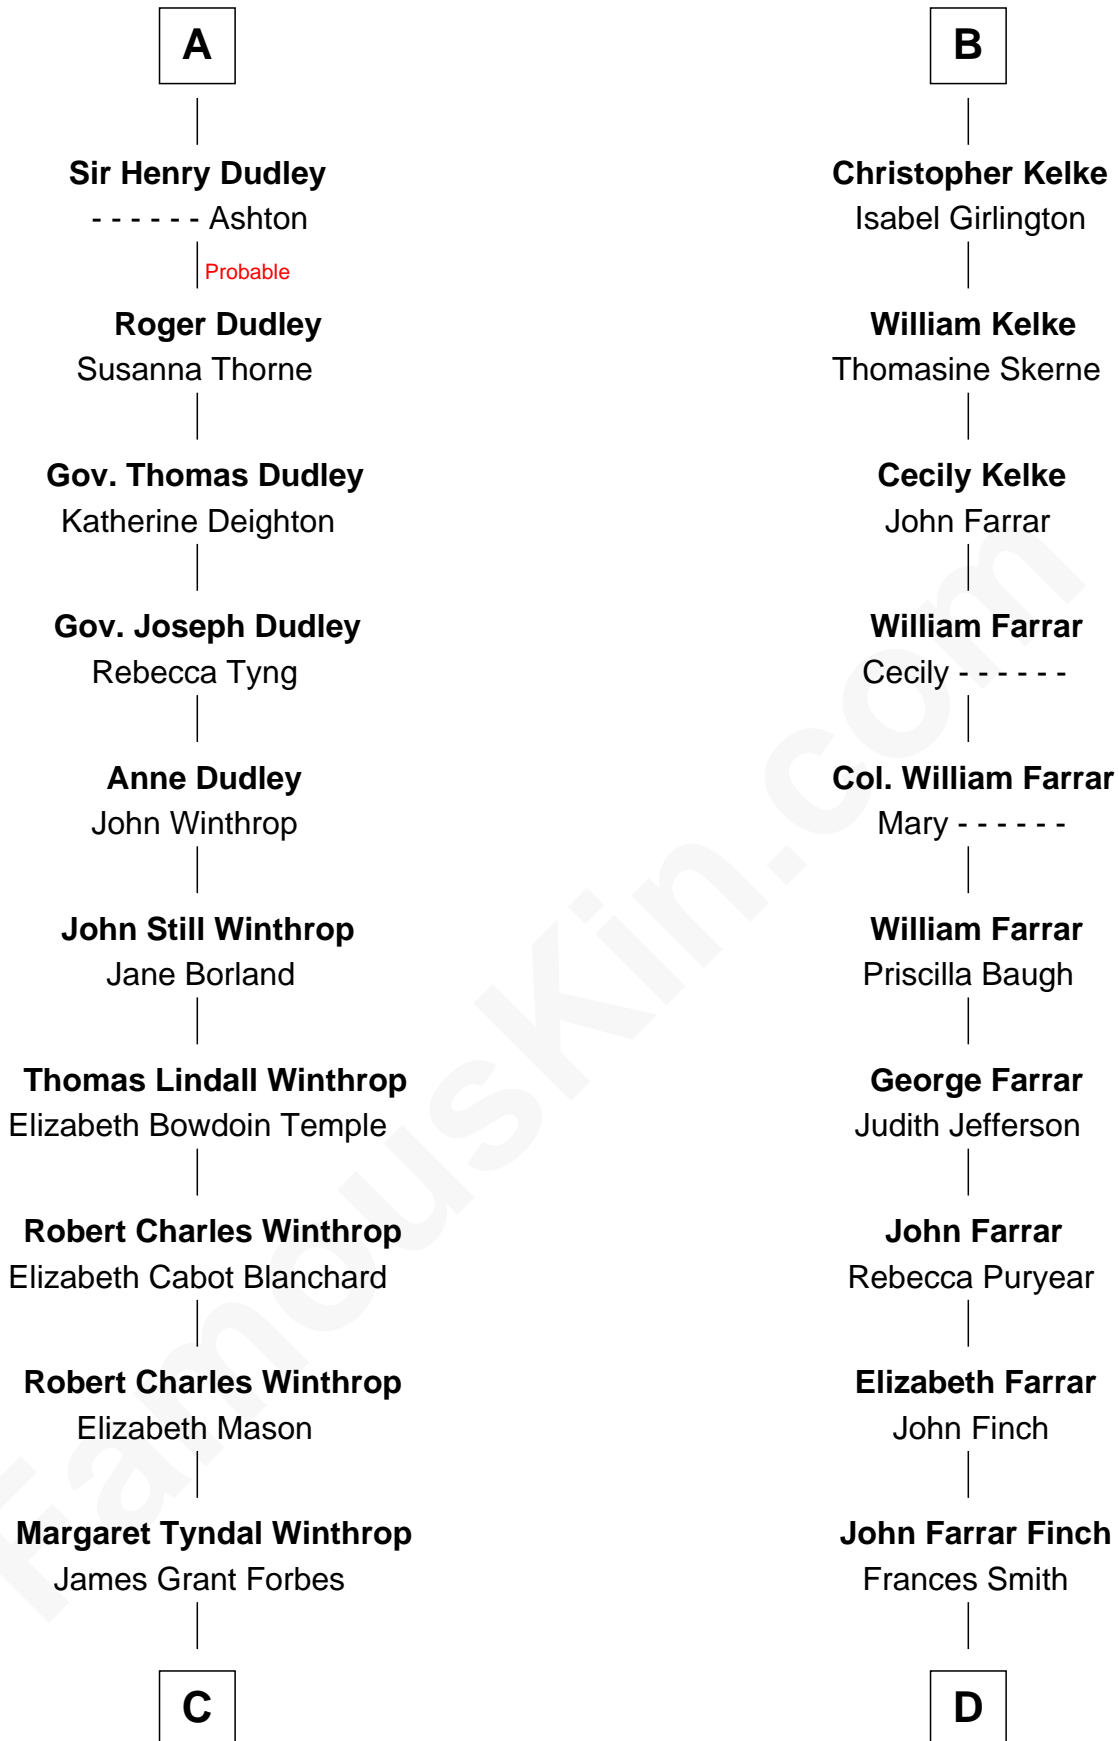 A
Sir Henry Dudley
- - - - - - Ashton
Probable
Roger Dudley
Susanna Thorne
Gov. Thomas Dudley
Katherine Deighton
Gov. Joseph Dudley
Rebecca Tyng
Anne Dudley
John Winthrop
John Still Winthrop
Jane Borland
Thomas Lindall Winthrop
Elizabeth Bowdoin Temple
Robert Charles Winthrop
Elizabeth Cabot Blanchard
Robert Charles Winthrop
Elizabeth Mason
Margaret Tyndal Winthrop
James Grant Forbes
C
B
Christopher Kelke
Isabel Girlington
William Kelke
Thomasine Skerne
Cecily Kelke
John Farrar
William Farrar
Cecily - - - - - -
Col. William Farrar
Mary - - - - - -
William Farrar
Priscilla Baugh
George Farrar
Judith Jefferson
John Farrar
Rebecca Puryear
Elizabeth Farrar
John Finch
John Farrar Finch
Frances Smith
D
FamousKin.com